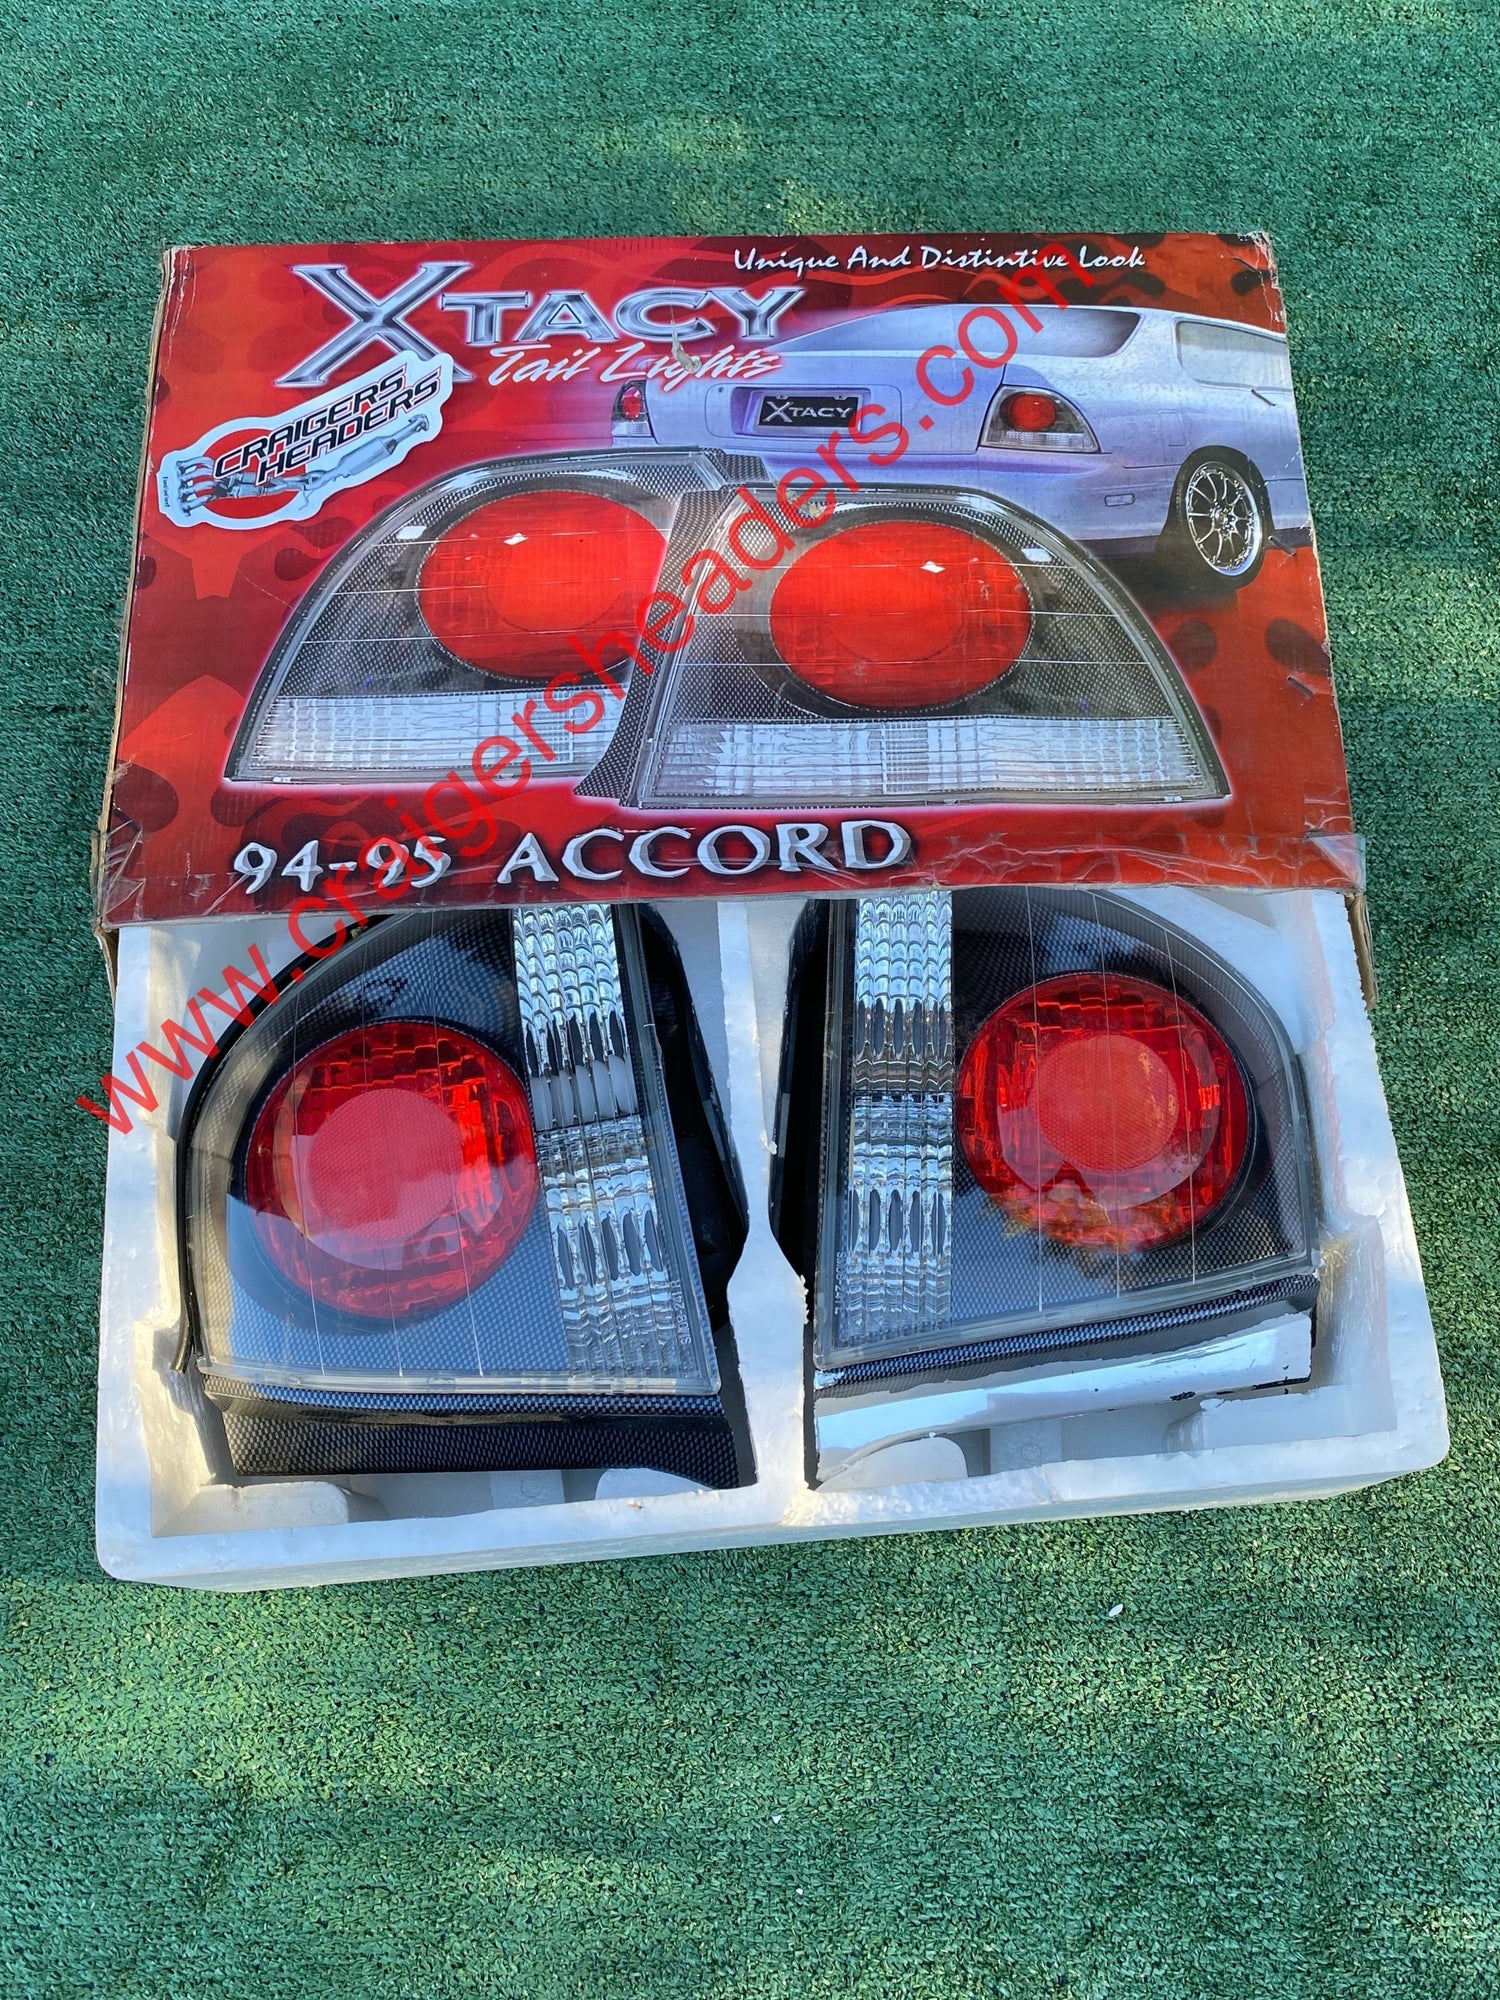 Unique And Distintive Look
XTACY
Tail Lights
XTACY
CRAIGERS
HEADERS
94-95 ACCORD
www.craigersheaders.com